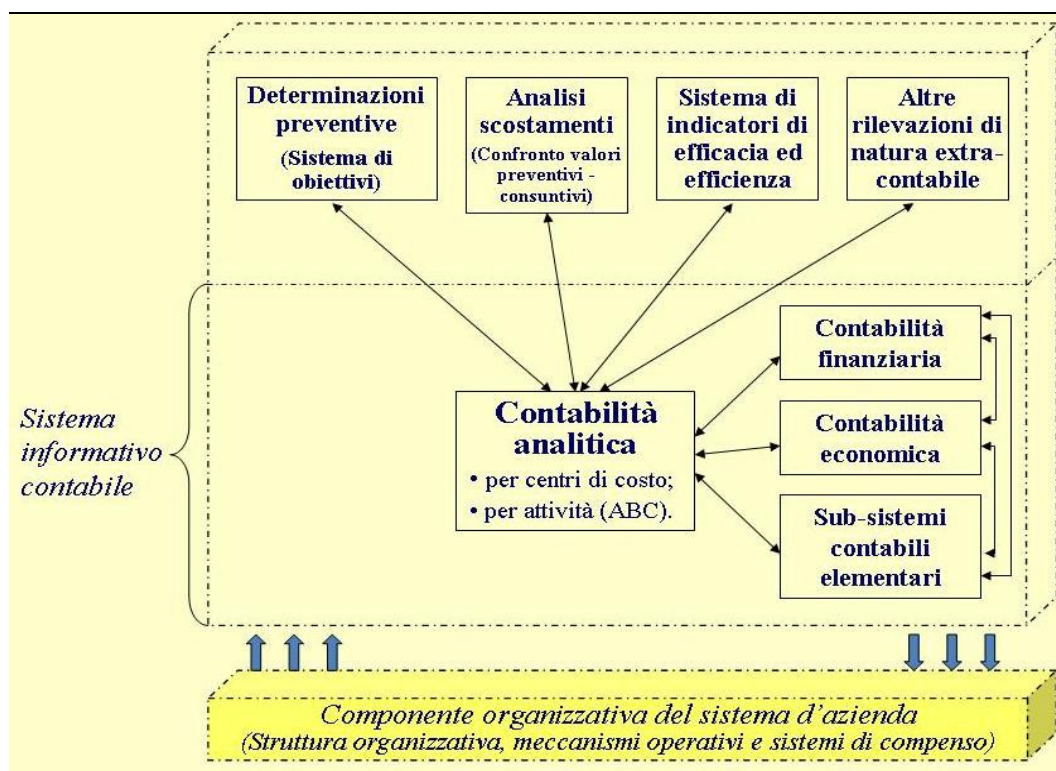 Determinazioni
preventive
(Sistema di
obiettivi)
Analisi
scostamenti
(Confronto valori
preventivi -
consuntivi)
Sistema di
indicatori di
efficacia ed
efficienza
Altre
rilevazioni di
natura extra-
contabile
Sistema
informativo
contabile
Contabilità
analitica
• per centri di costo;
• per attività (ABC).
Contabilità
finanziaria
Contabilità
economica
Sub-sistemi
contabili
elementari
Componente organizzativa del sistema d'azienda
(Struttura organizzativa, meccanismi operativi e sistemi di compenso)